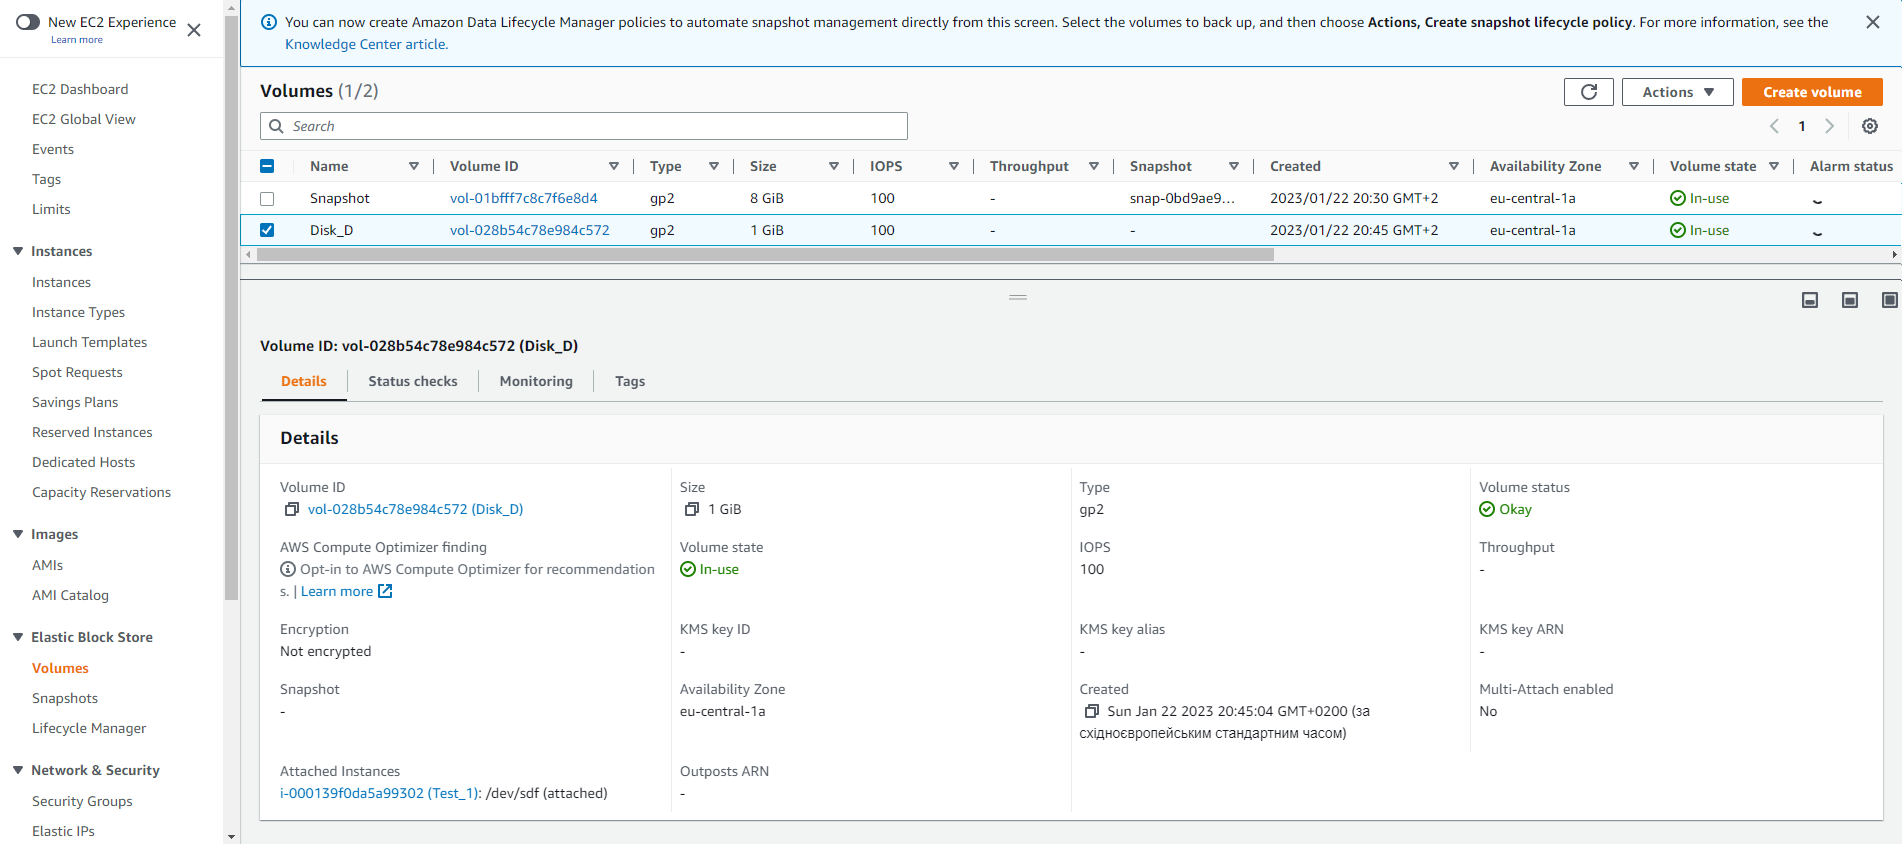 New EC2 Experience
Learn more
EC2 Dashboard
EC2 Global View
Events
Tags
Limits
Instances
Instances
Instance Types
Launch Templates
Spot Requests
Savings Plans
Reserved Instances
Dedicated Hosts
Capacity Reservations
Images
AMIs
AMI Catalog
Elastic Block Store
Volumes
Snapshots
Lifecycle Manager
Network & Security
Security Groups
Elastic IPs
You can now create Amazon Data Lifecycle Manager policies to automate snapshot management directly from this screen. Select the volumes to back up, and then choose Actions, Create snapshot lifecycle policy. For more information, see the
Knowledge Center article.
Volumes (1/2)
Actions
Create volume
Search
1
Name Volume ID Type Size IOPS Throughput Snapshot Created Availability Zone Volume state Alarm status
Snapshot vol-01bfff7c8c7f6e8d4 gp2 8 GiB 100 - snap-0bd9ae9... 2023/01/22 20:30 GMT+2 eu-central-1a In-use
Disk_D vol-028b54c78e984c572 gp2 1 GiB 100 - - 2023/01/22 20:45 GMT+2 eu-central-1a In-use
Volume ID: vol-028b54c78e984c572 (Disk_D)
Details Status checks Monitoring Tags
Details
Volume ID Size Type Volume status
vol-028b54c78e984c572 (Disk_D) 1 GiB gp2 Okay
AWS Compute Optimizer finding Volume state IOPS Throughput
Opt-in to AWS Compute Optimizer for recommendation In-use 100 -
s. | Learn more
Encryption KMS key ID KMS key alias KMS key ARN
Not encrypted - - -
Snapshot Availability Zone Created Multi-Attach enabled
- eu-central-1a Sun Jan 22 2023 20:45:04 GMT+0200 (за No
східноєвропейським стандартним часом)
Attached Instances Outposts ARN
i-000139f0da5a99302 (Test_1): /dev/sdf (attached) -